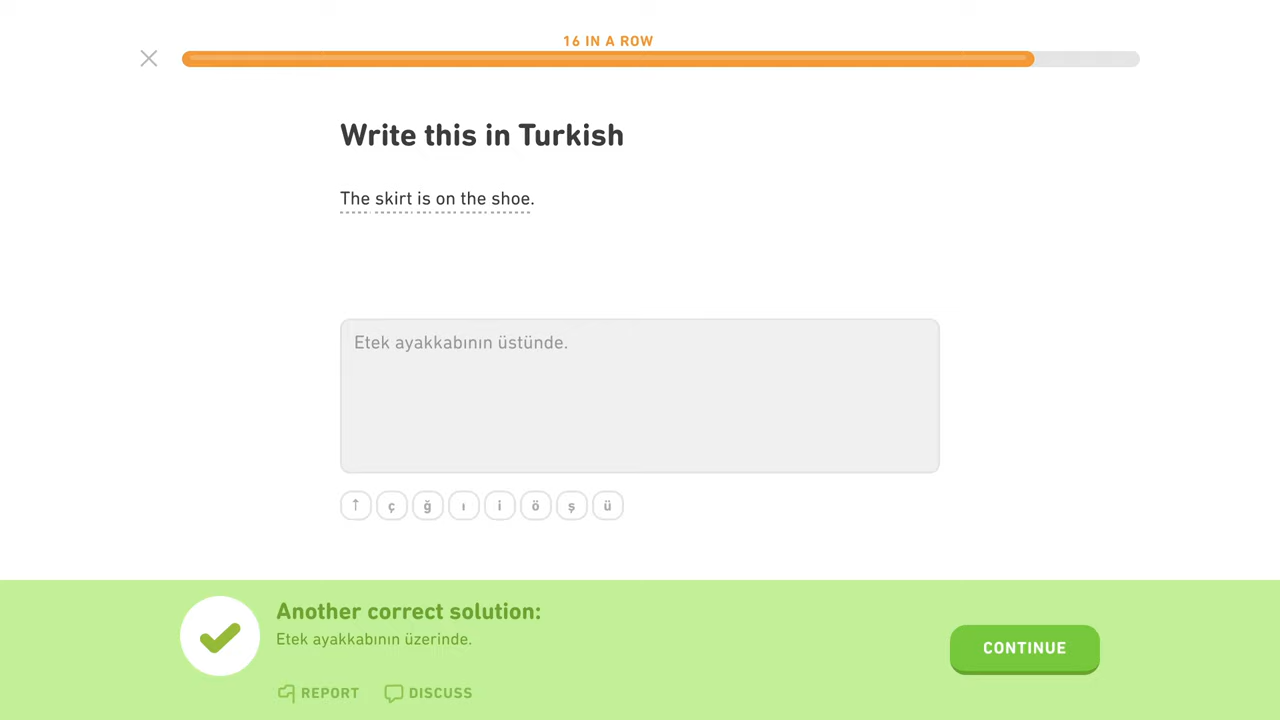 16 IN A ROW
Write this in Turkish
The skirt is on the shoe.
Etek ayakkabının üstünde.
↑ ç ğ ı i ö ş ü
Another correct solution:
Etek ayakkabının üzerinde.
CONTINUE
REPORT DISCUSS